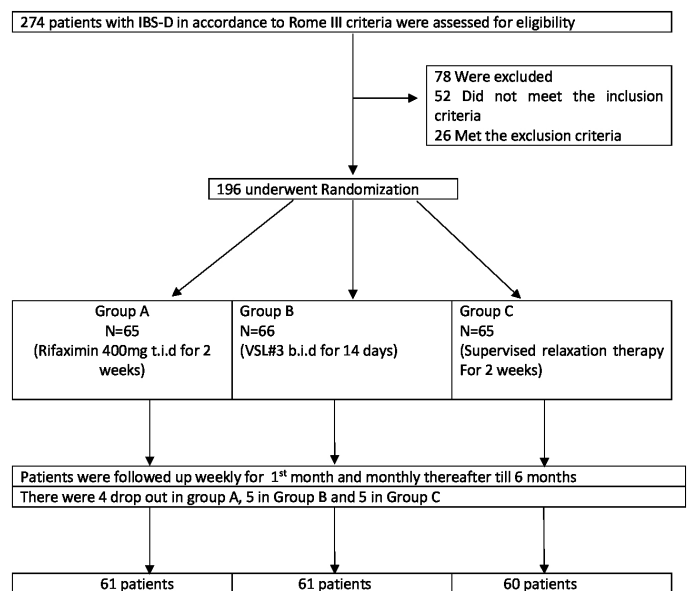 274 patients with IBS-D in accordance to Rome III criteria were assessed for eligibility
78 Were excluded
52 Did not meet the inclusion
criteria
26 Met the exclusion criteria
196 underwent Randomization
Group A
N=65
(Rifaximin 400mg t.i.d for 2
weeks)
Group B
N=66
(VSL#3 b.i.d for 14 days)
Group C
N=65
(Supervised relaxation therapy
For 2 weeks)
Patients were followed up weekly for 1st month and monthly thereafter till 6 months
There were 4 drop out in group A, 5 in Group B and 5 in Group C
61 patients
61 patients
60 patients